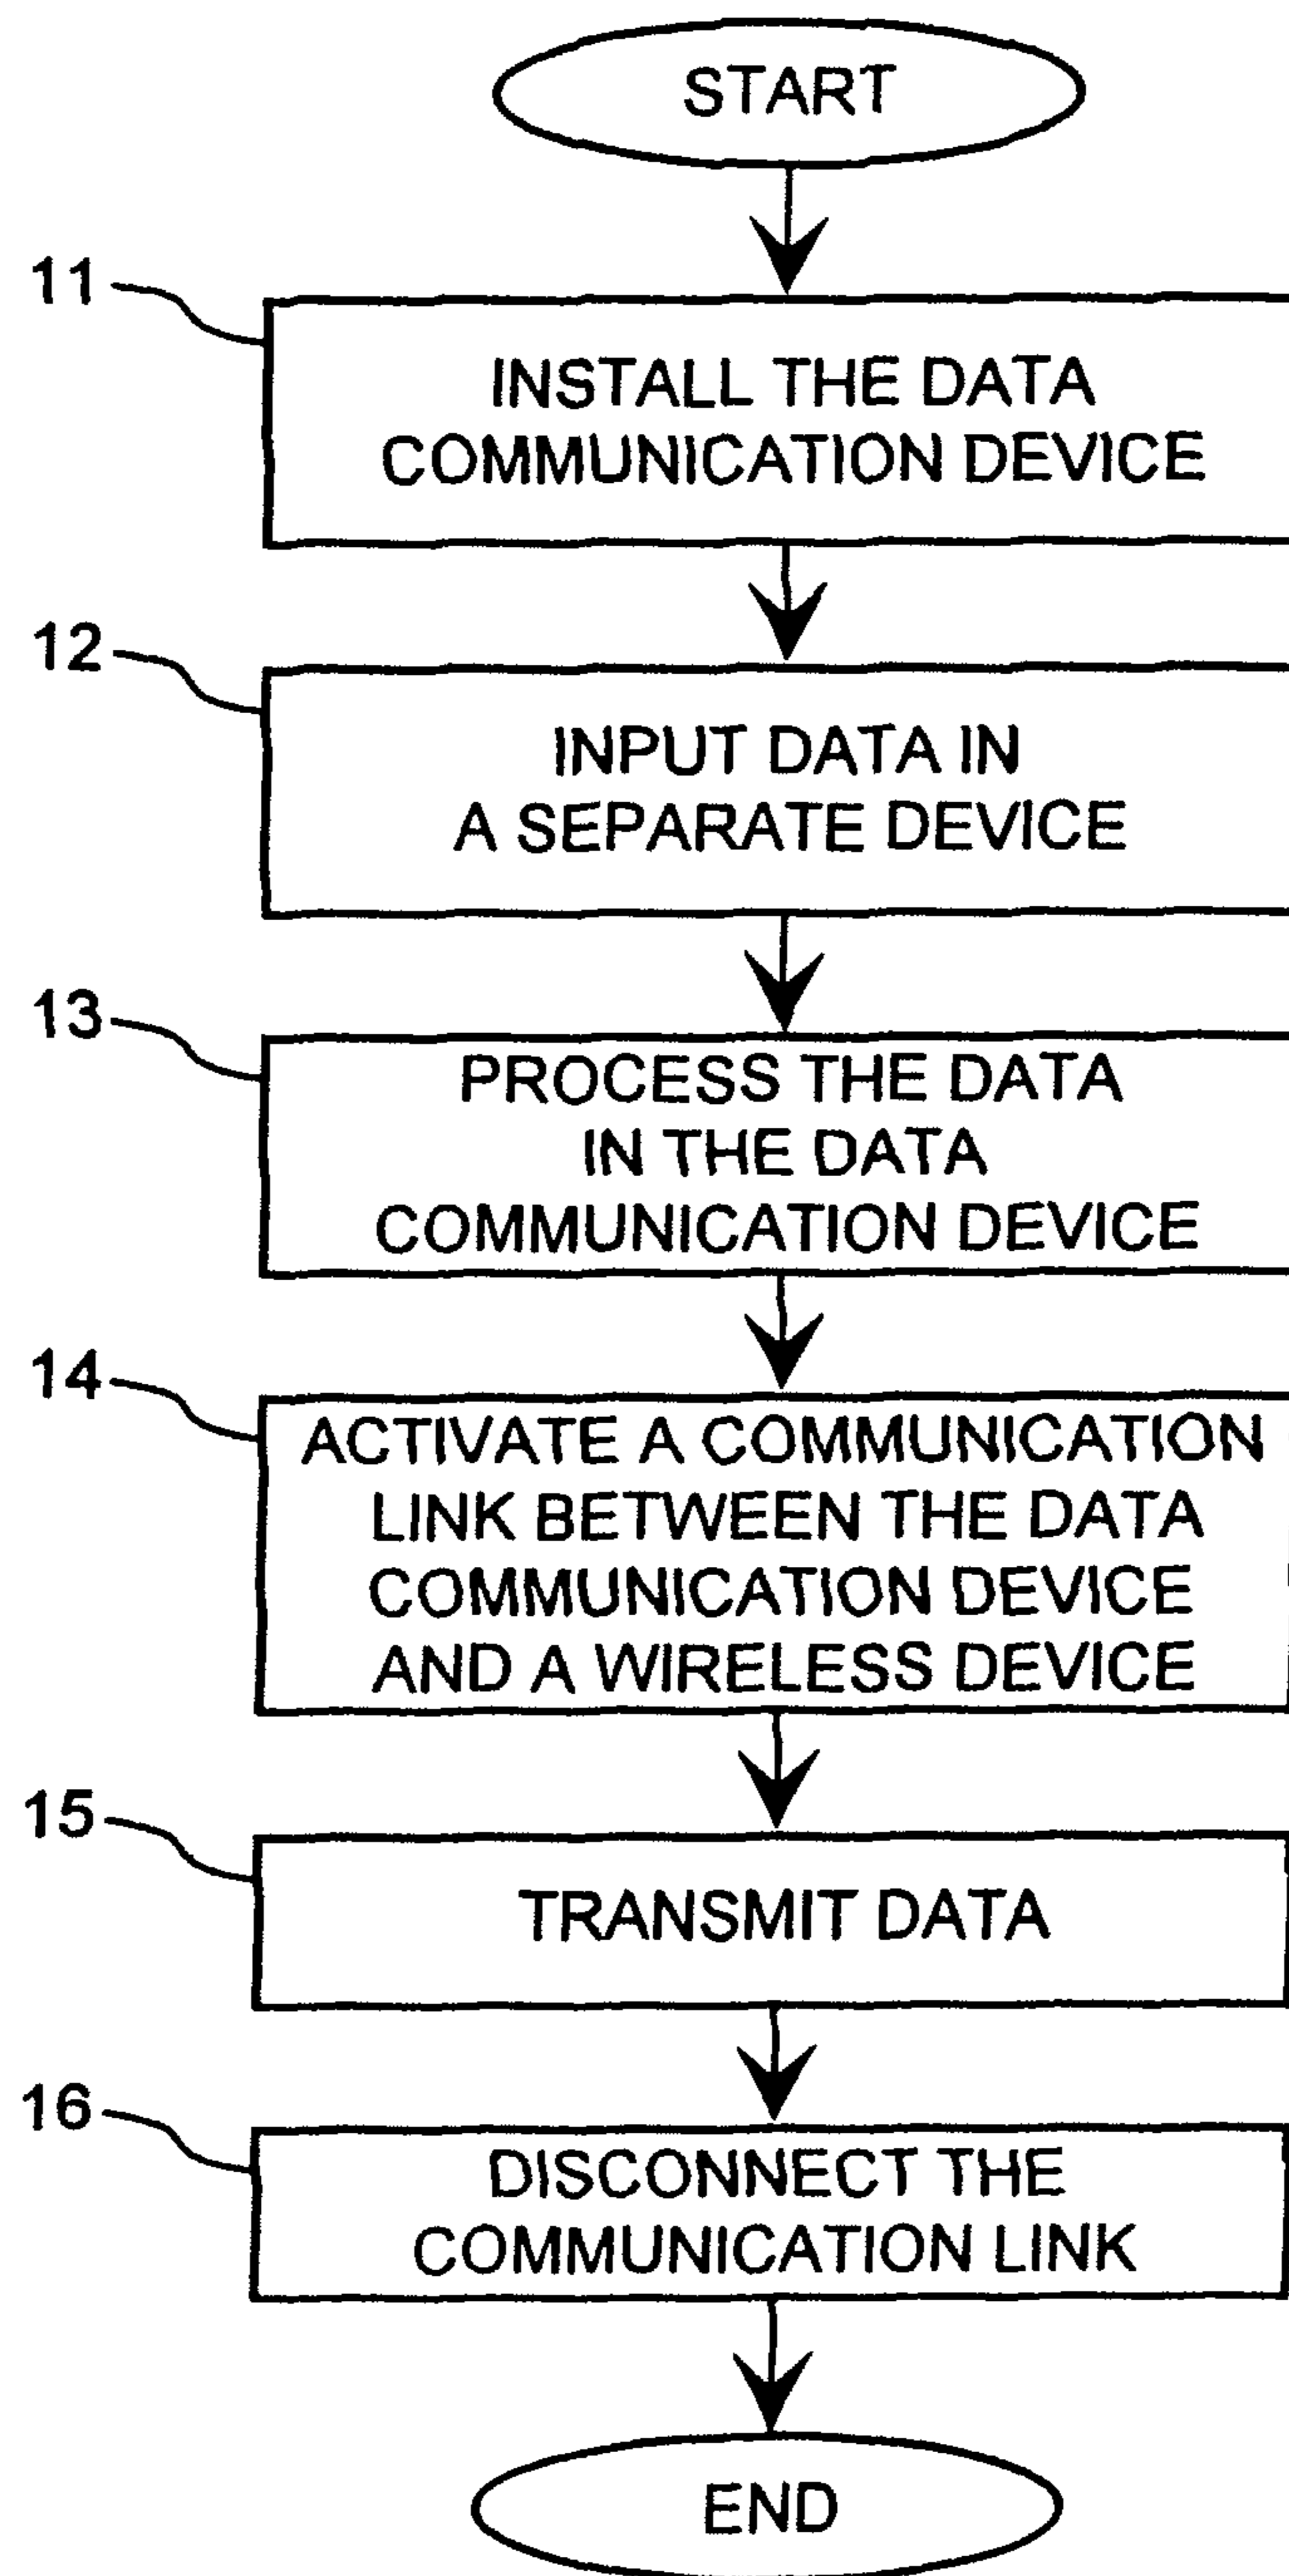 START
11
INSTALL THE DATA
COMMUNICATION DEVICE
12
INPUT DATA IN
A SEPARATE DEVICE
13
PROCESS THE DATA
IN THE DATA
COMMUNICATION DEVICE
14
ACTIVATE A COMMUNICATION
LINK BETWEEN THE DATA
COMMUNICATION DEVICE
AND A WIRELESS DEVICE
15
TRANSMIT DATA
16
DISCONNECT THE
COMMUNICATION LINK
END